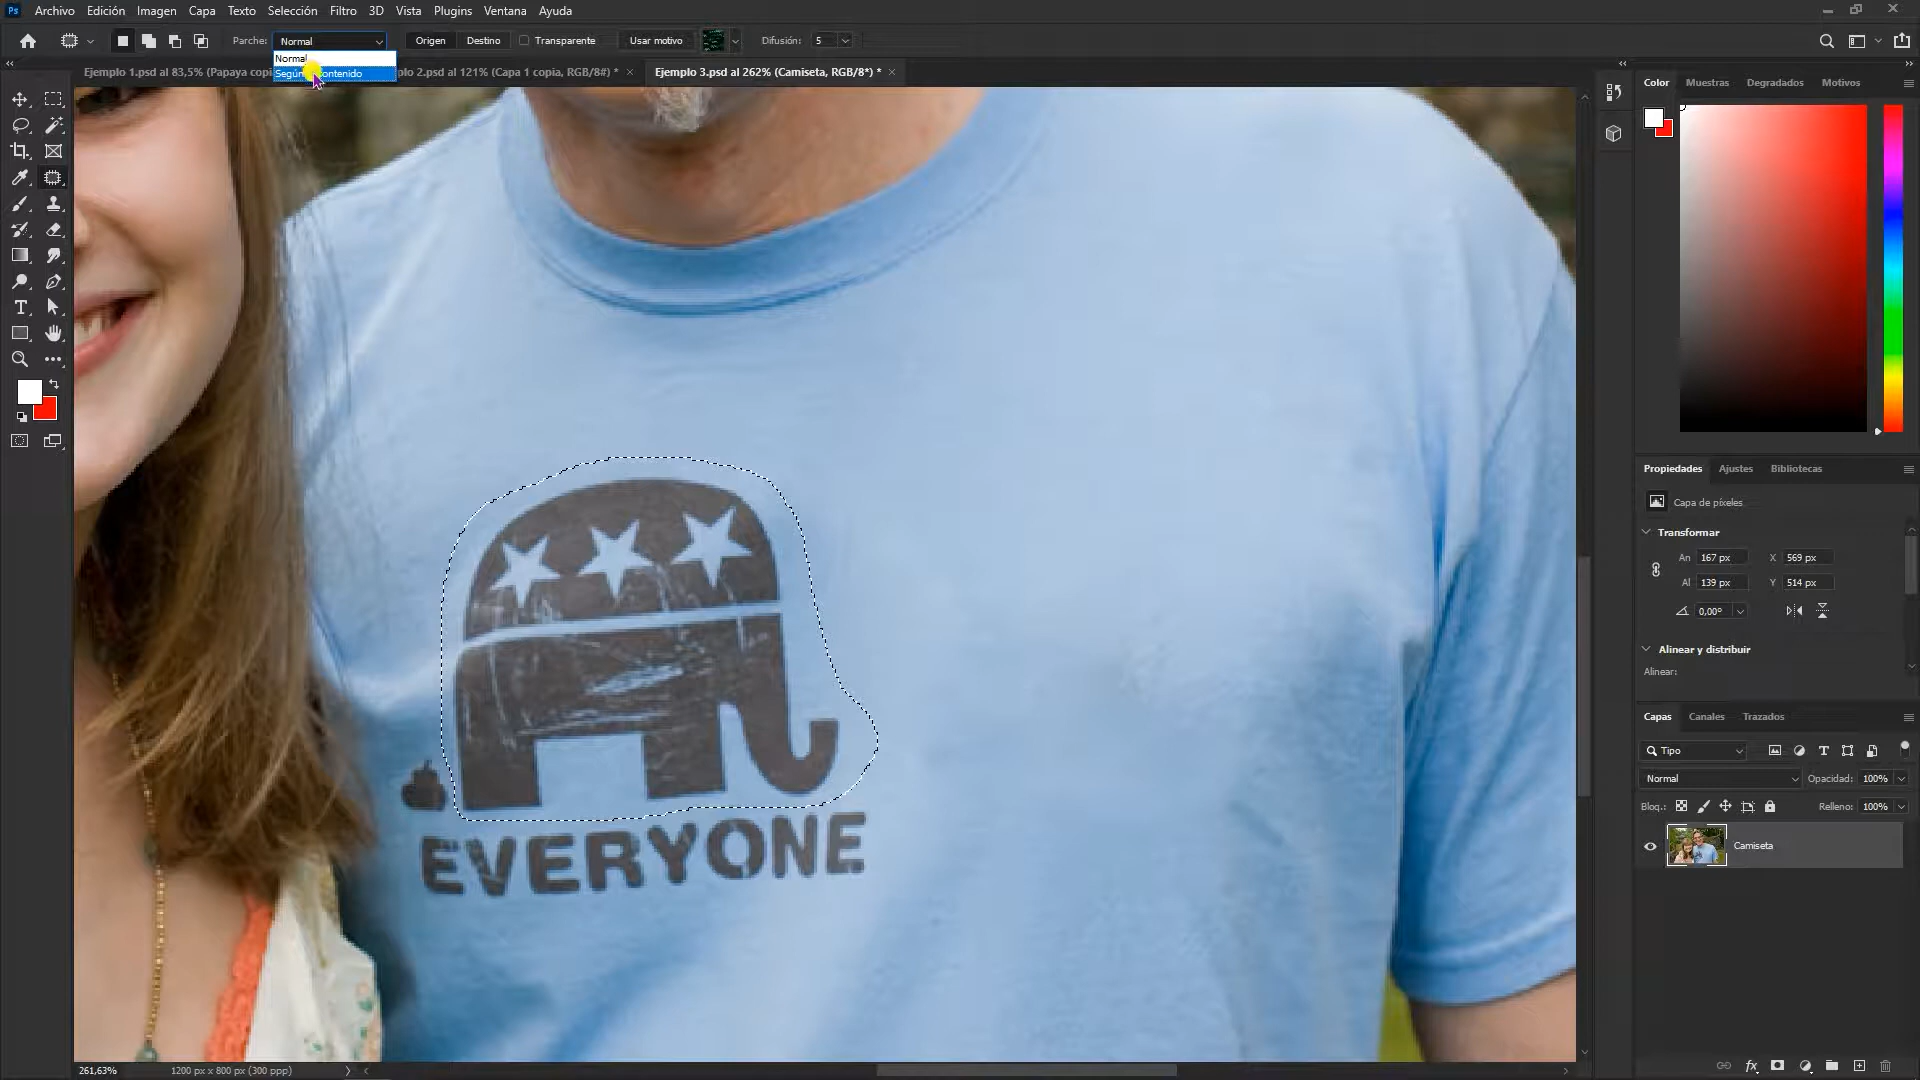 Ps Archivo Edición Imagen Capa Texto Selección Filtro 3D Vista Plugins Ventana Ayuda
Parche: Normal Origen Destino Transparente Usar motivo Difusión: 5
Normal
contenido
Ejemplo 1.psd al 83,5% (Papaya
2.psd al 121% (Capa 1 copia, RGB/8#) * ×
Ejemplo 3.psd al 262% (Camiseta, RGB/8*) * ×
Color Muestras Degradados Motivos
EVERYONE
Propiedades Ajustes Bibliotecas
Capa de píxeles
Transformar
An 167 px X 569 px
Al 139 px Y 514 px
0,00°
Alinear y distribuir
Alinear:
Capas Canales Trazados
Tipo
Normal Opacidad: 100%
Bloq.: Relleno: 100%
Camiseta
261,63% 1200 px x 800 px (300 ppp)